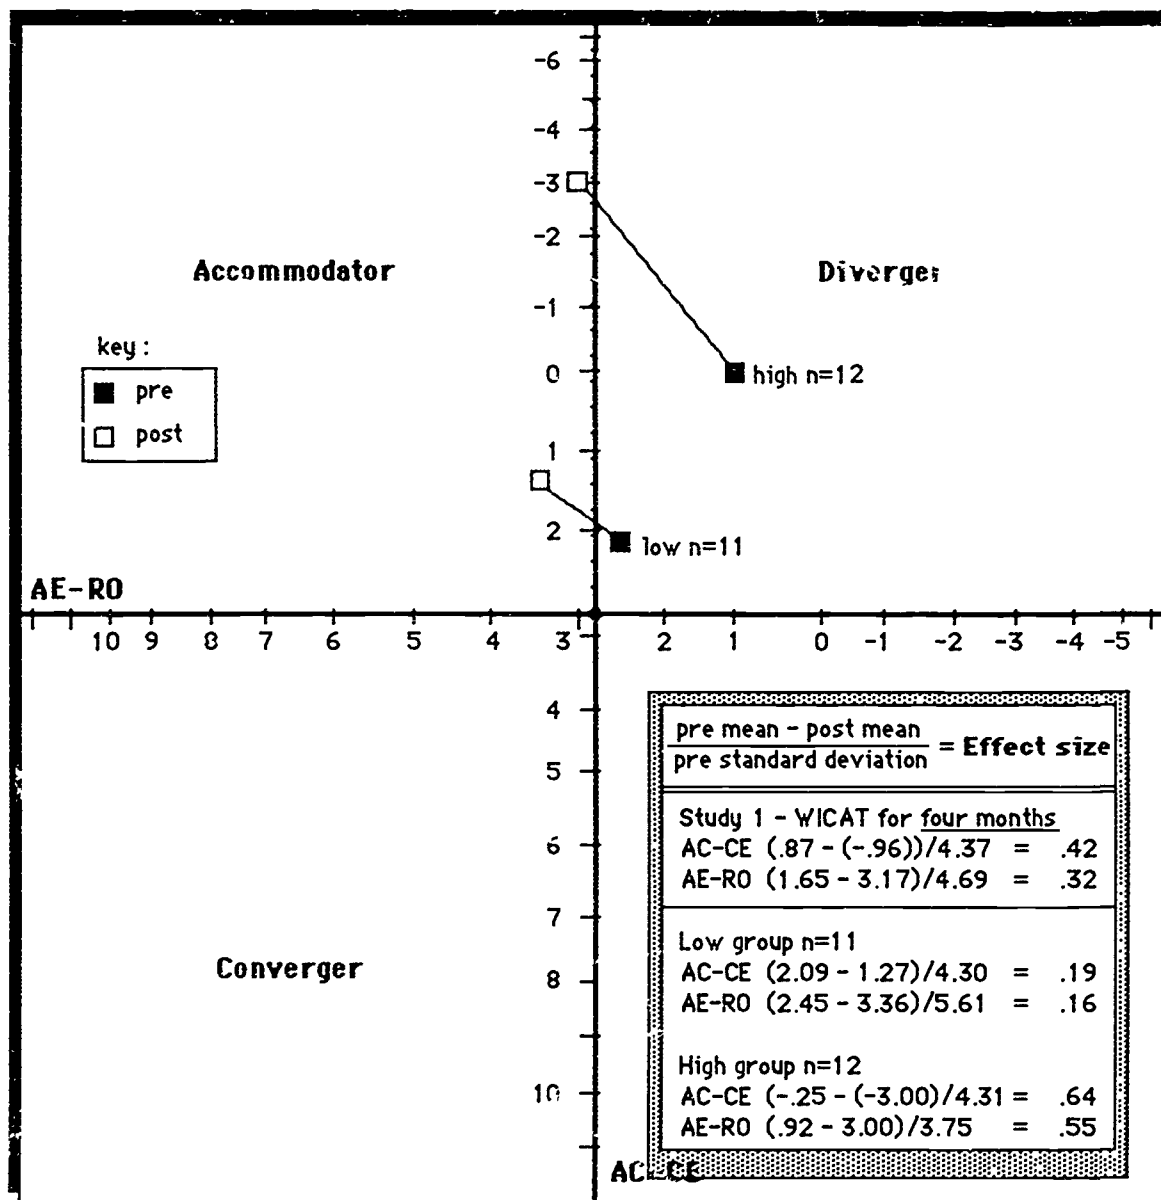 -6
-4
-3
-2
Accommodator
Diverger
-1
key :
pre
post
0
high n=12
1
2
low n=11
AE-RO
10 9 8 7 6 5 4 3 2 1 0 -1 -2 -3 -4 -5
4
5
6
7
Converger
8
10
AC-CE
pre mean - post mean
pre standard deviation
= Effect size
Study 1 - WICAT for four months
AC-CE (.87 - (-.96))/4.37 = .42
AE-RO (1.65 - 3.17)/4.69 = .32
Low group n=11
AC-CE (2.09 - 1.27)/4.30 = .19
AE-RO (2.45 - 3.36)/5.61 = .16
High group n=12
AC-CE (-.25 - (-3.00)/4.31 = .64
AE-RO (.92 - 3.00)/3.75 = .55